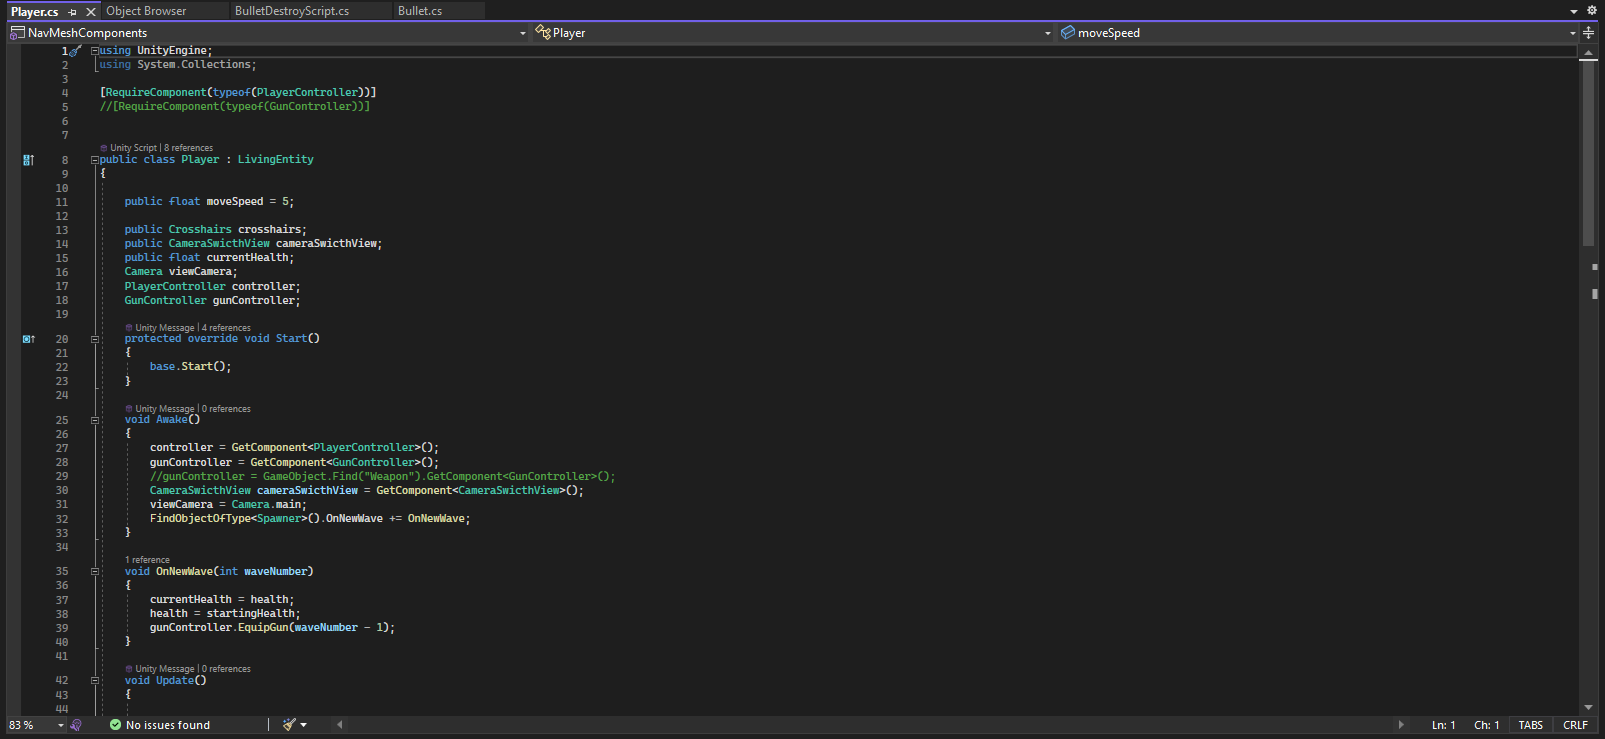 Player.cs Object Browser BulletDestroyScript.cs Bullet.cs
NavMeshComponents Player moveSpeed
1 using UnityEngine;
2 using System.Collections;
3
4 [RequireComponent(typeof(PlayerController))]
5 //[RequireComponent(typeof(GunController))]
6
7
Unity Script | 8 references
8 public class Player : LivingEntity
9 {
10
11 public float moveSpeed = 5;
12
13 public Crosshairs crosshairs;
14 public CameraSwicthView cameraSwicthView;
15 public float currentHealth;
16 Camera viewCamera;
17 PlayerController controller;
18 GunController gunController;
19
Unity Message | 4 references
20 protected override void Start()
21 {
22 base.Start();
23 }
24
Unity Message | 0 references
25 void Awake()
26 {
27 controller = GetComponent<PlayerController>();
28 gunController = GetComponent<GunController>();
29 //gunController = GameObject.Find("Weapon").GetComponent<GunController>();
30 CameraSwicthView cameraSwicthView = GetComponent<CameraSwicthView>();
31 viewCamera = Camera.main;
32 FindObjectOfType<Spawner>().OnNewWave += OnNewWave;
33 }
34
1 reference
35 void OnNewWave(int waveNumber)
36 {
37 currentHealth = health;
38 health = startingHealth;
39 gunController.EquipGun(waveNumber - 1);
40 }
41
Unity Message | 0 references
42 void Update()
43 {
44
83 % No issues found Ln: 1 Ch: 1 TABS CRLF